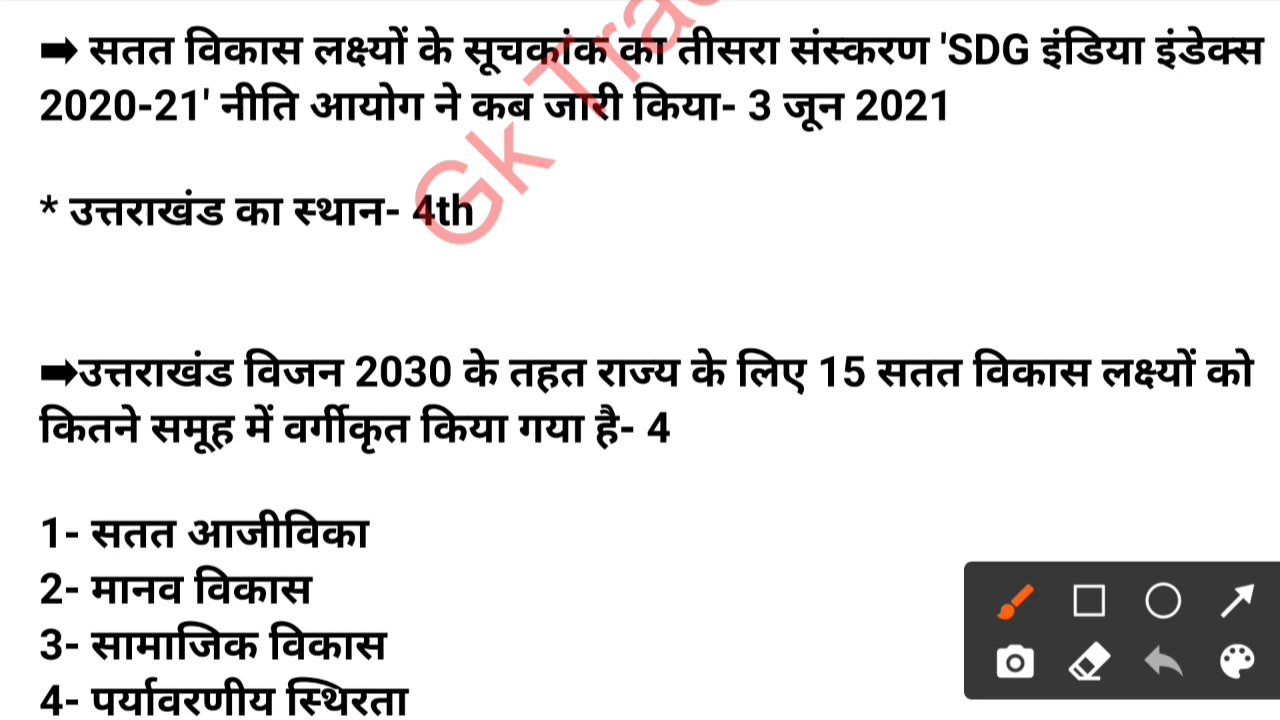 ➡ सतत विकास लक्ष्यों के सूचकांक का तीसरा संस्करण 'SDG इंडिया इंडेक्स
2020-21' नीति आयोग ने कब जारी किया- 3 जून 2021
* उत्तराखंड का स्थान- 4th
➡उत्तराखंड विजन 2030 के तहत राज्य के लिए 15 सतत विकास लक्ष्यों को
कितने समूह में वर्गीकृत किया गया है- 4
1- सतत आजीविका
2- मानव विकास
3- सामाजिक विकास
4- पर्यावरणीय स्थिरता
Gk